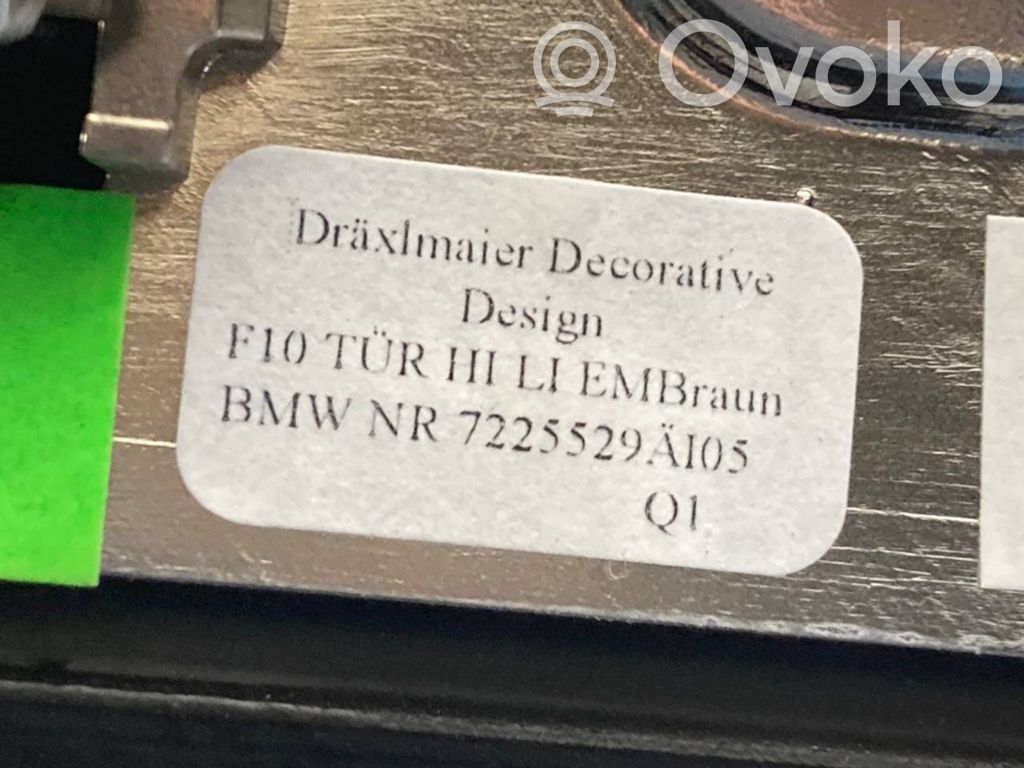 Ovoko
Dräxlmaier Decorative
Design
F10 TÜR HI LI EMBraun
BMW NR 7225529ÄI05
Q1